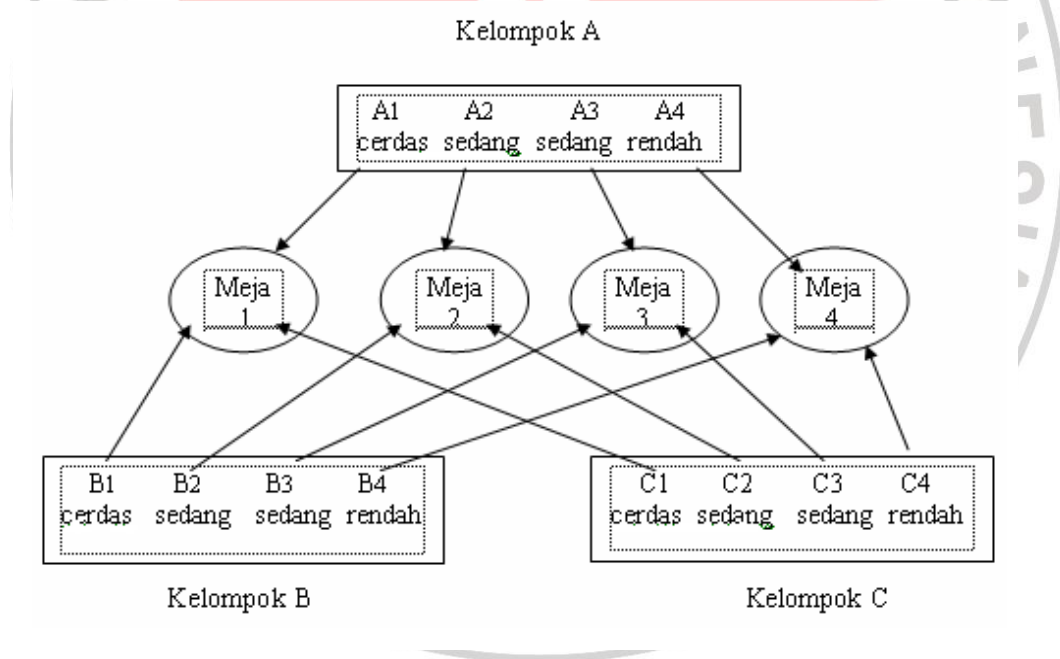 Kelompok A
A1 A2 A3 A4
cerdas sedang sedang rendah
Meja Meja Meja Meja
1 2 3 4
B1 B2 B3 B4
cerdas sedang sedang rendah
C1 C2 C3 C4
cerdas sedang sedang rendah
Kelompok B
Kelompok C